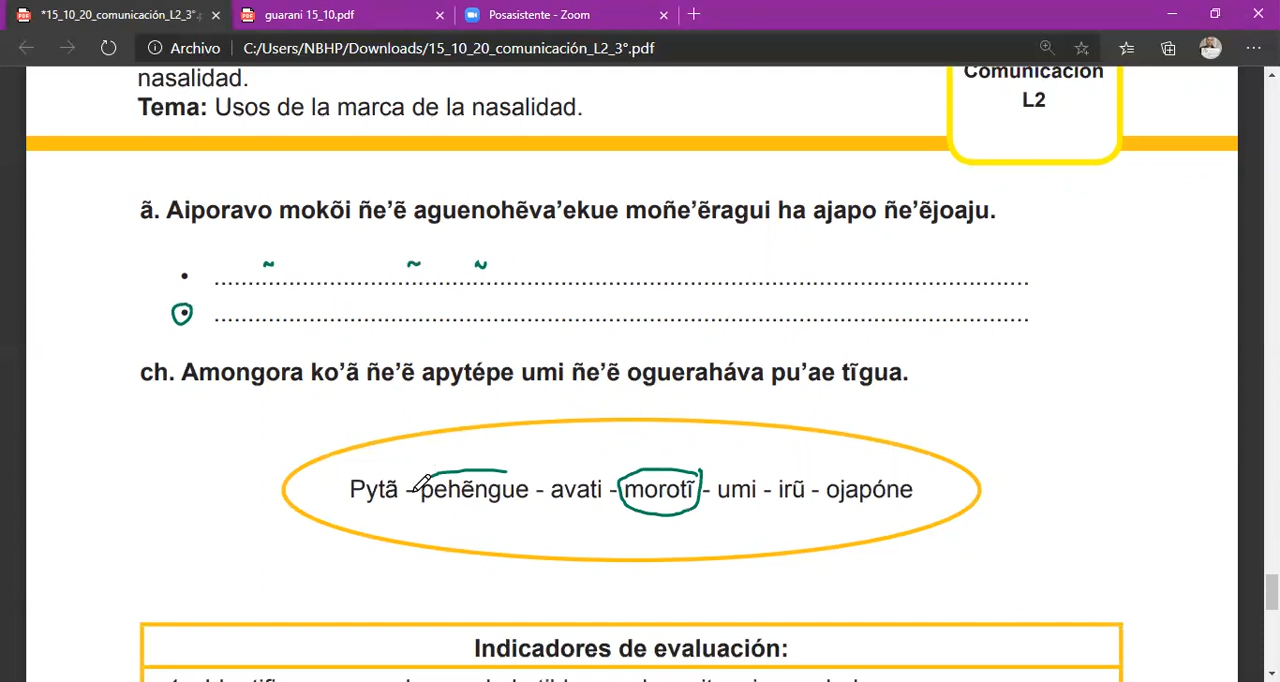 *15_10_20_comunicación_L2_3°.p
guarani 15_10.pdf
Posasistente - Zoom
Archivo
C:/Users/NBHP/Downloads/15_10_20_comunicación_L2_3°.pdf
nasalidad.
Tema: Usos de la marca de la nasalidad.
Comunicación
L2
ã. Aiporavo mokõi ñe’ẽ aguenohẽva’ekue moñe’ẽragui ha ajapo ñe’ẽjoaju.
• ~ ~ ~ ........................................................................
• ........................................................................
ch. Amongora ko’ã ñe’ẽ apytépe umi ñe’ẽ ogueraháva pu’ae tĩgua.
Pytã - pehẽngue - avati - morotĩ - umi - irũ - ojapóne
Indicadores de evaluación: